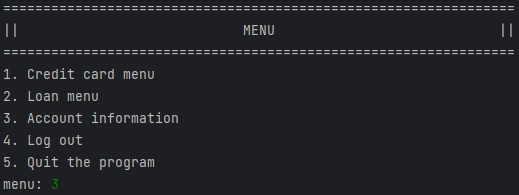 ================================================================
||                            MENU                            ||
================================================================
1. Credit card menu
2. Loan menu
3. Account information
4. Log out
5. Quit the program
menu: 3